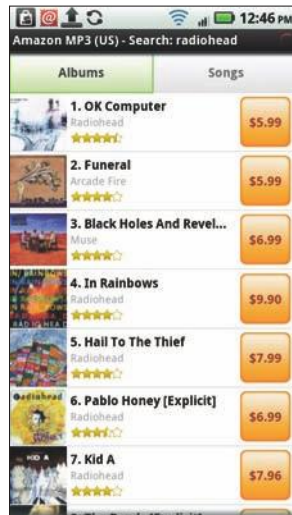 12:46 PM
Amazon MP3 (US) - Search: radiohead
Albums
Songs
1. OK Computer
Radiohead
$5.99
2. Funeral
Arcade Fire
$5.99
3. Black Holes And Revel...
Muse
$6.99
4. In Rainbows
Radiohead
$9.90
5. Hail To The Thief
Radiohead
$7.99
6. Pablo Honey [Explicit]
Radiohead
$6.99
7. Kid A
Radiohead
$7.96